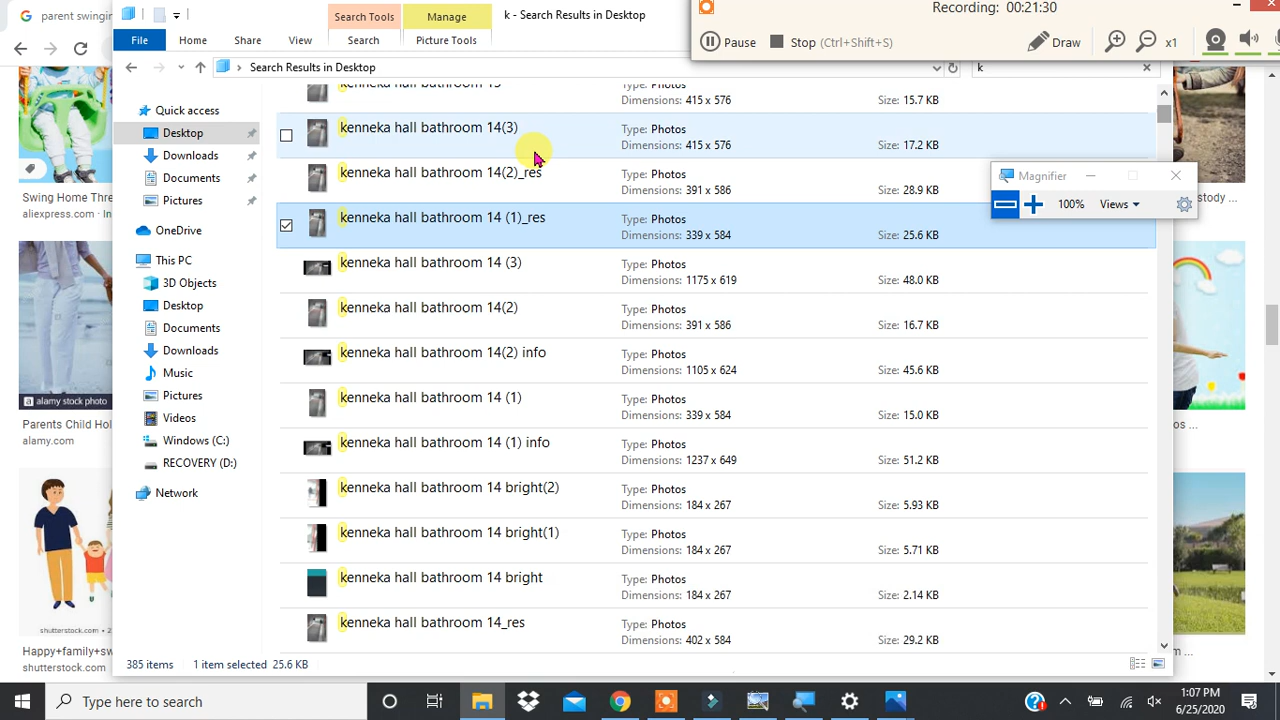 parent swingin
Search Tools
Manage
k - Search Results in Desktop
Recording: 00:21:30
File
Home
Share
View
Search
Picture Tools
Pause
Stop (Ctrl+Shift+S)
Draw
x1
Search Results in Desktop
k
Quick access
Desktop
Downloads
Documents
Pictures
OneDrive
This PC
3D Objects
Desktop
Documents
Downloads
Music
Pictures
Videos
Windows (C:)
RECOVERY (D:)
Network
Dimensions: 415 x 576
Size: 15.7 KB
kenneka hall bathroom 14(3)
Type: Photos
Dimensions: 415 x 576
Size: 17.2 KB
kenneka hall bathroom 14(2)_res
Type: Photos
Dimensions: 391 x 586
Size: 28.9 KB
kenneka hall bathroom 14 (1)_res
Type: Photos
Dimensions: 339 x 584
Size: 25.6 KB
kenneka hall bathroom 14 (3)
Type: Photos
Dimensions: 1175 x 619
Size: 48.0 KB
kenneka hall bathroom 14(2)
Type: Photos
Dimensions: 391 x 586
Size: 16.7 KB
kenneka hall bathroom 14(2) info
Type: Photos
Dimensions: 1105 x 624
Size: 45.6 KB
kenneka hall bathroom 14 (1)
Type: Photos
Dimensions: 339 x 584
Size: 15.0 KB
kenneka hall bathroom 14 (1) info
Type: Photos
Dimensions: 1237 x 649
Size: 51.2 KB
kenneka hall bathroom 14 bright(2)
Type: Photos
Dimensions: 184 x 267
Size: 5.93 KB
kenneka hall bathroom 14 bright(1)
Type: Photos
Dimensions: 184 x 267
Size: 5.71 KB
kenneka hall bathroom 14 bright
Type: Photos
Dimensions: 184 x 267
Size: 2.14 KB
kenneka hall bathroom 14_res
Type: Photos
Dimensions: 402 x 584
Size: 29.2 KB
Magnifier
100%
Views
Swing Home Thre
aliexpress.com · In
a alamy stock photo
Parents Child Hol
alamy.com
shutterstock.com • 2
Happy+family+sw
shutterstock.com
stody ...
os ...
m ...
385 items
1 item selected 25.6 KB
Type here to search
1:07 PM
6/25/2020